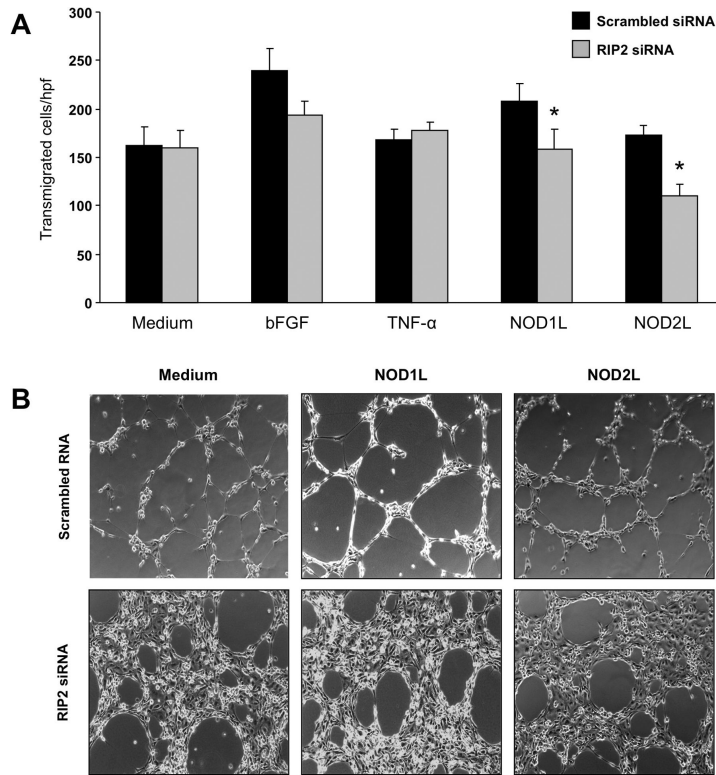 A
Scrambled siRNA
RIP2 siRNA
Transmigrated cells/hpf
300
250
200
150
100
50
0
*
*
Medium
bFGF
TNF-α
NOD1L
NOD2L
B
Medium
NOD1L
NOD2L
Scrambled RNA
RIP2 siRNA